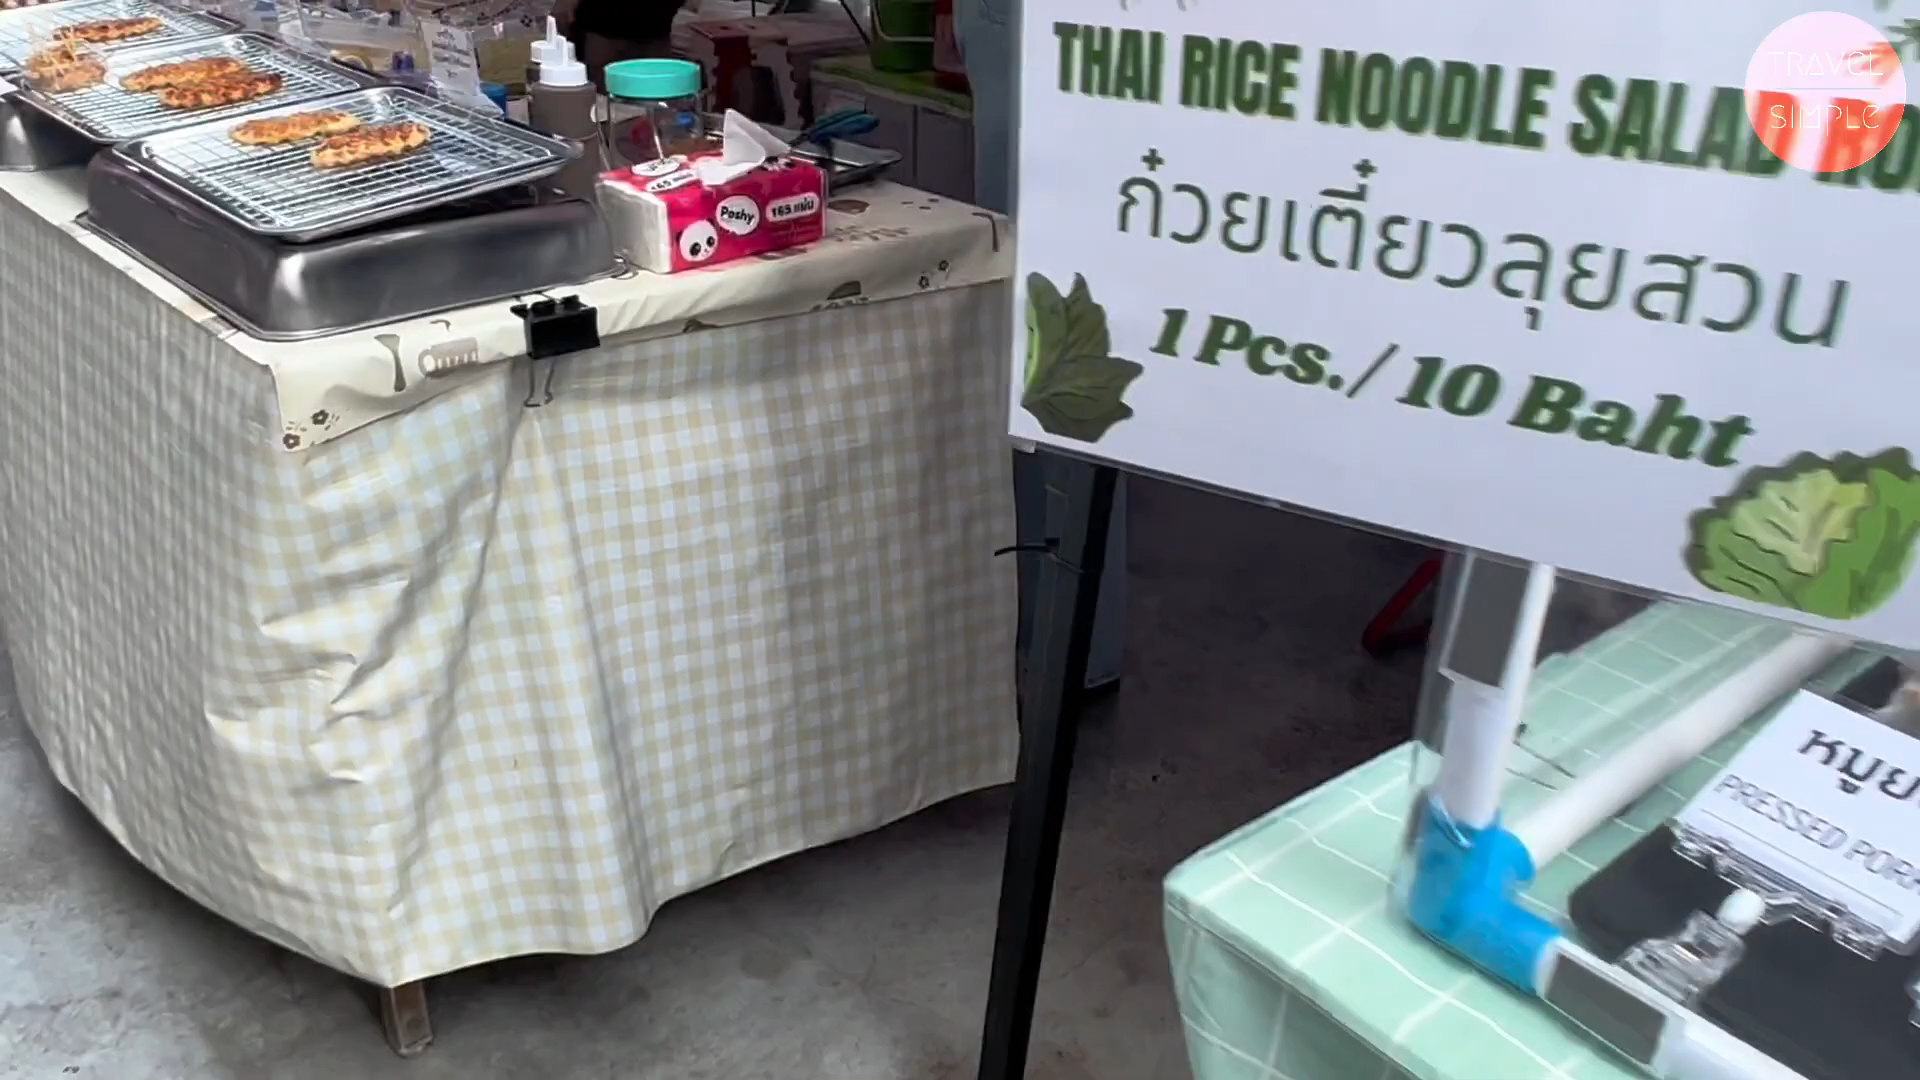 THAI RICE NOODLE SALAD
TRAVEL
SIMPLE
ก๋วยเตี๋ยวลุยสวน
1 Pcs. / 10 Baht
Poshy
165 แผ่น
PRESSED PORK